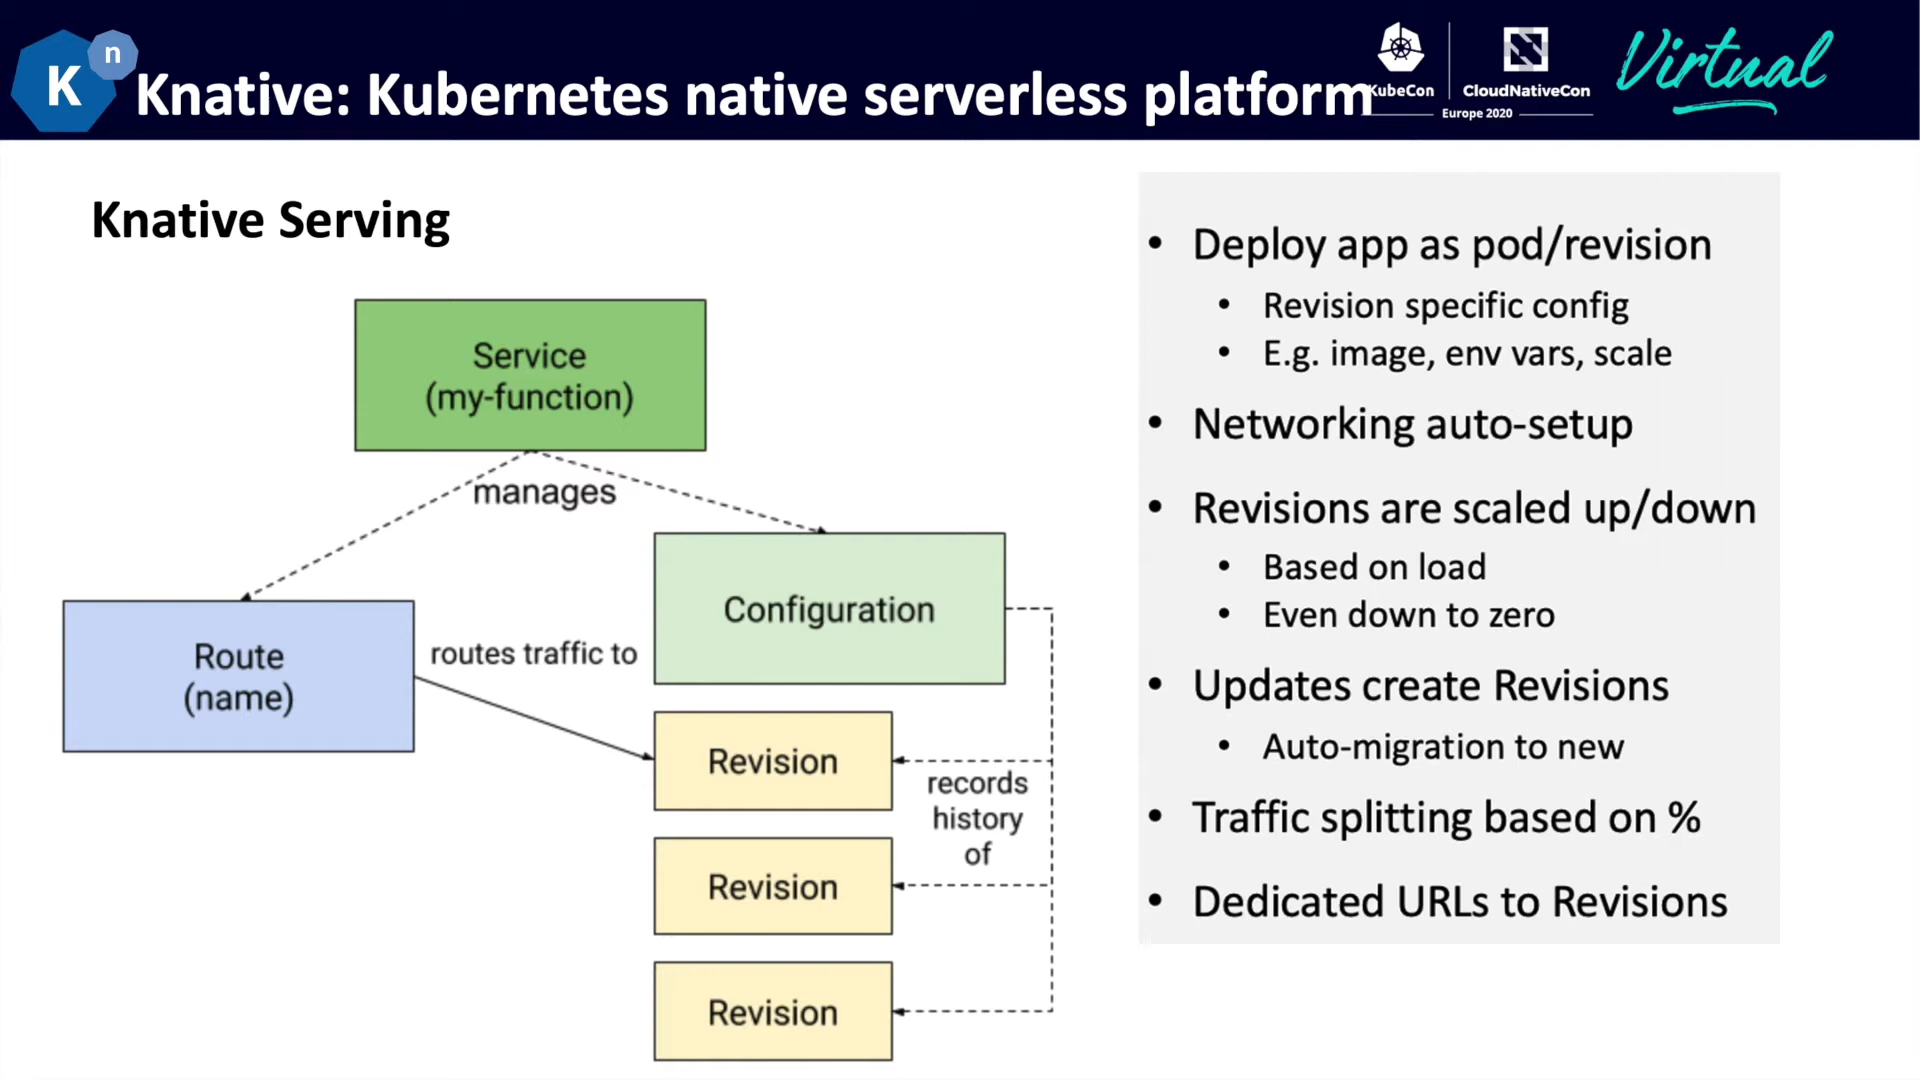 K n
Knative: Kubernetes native serverless platform
KubeCon
CloudNativeCon
Europe 2020
Virtual
Knative Serving
Service
(my-function)
manages
Configuration
Route
(name)
routes traffic to
Revision
records
history
of
Revision
Revision
• Deploy app as pod/revision
• Revision specific config
• E.g. image, env vars, scale
• Networking auto-setup
• Revisions are scaled up/down
• Based on load
• Even down to zero
• Updates create Revisions
• Auto-migration to new
• Traffic splitting based on %
• Dedicated URLs to Revisions